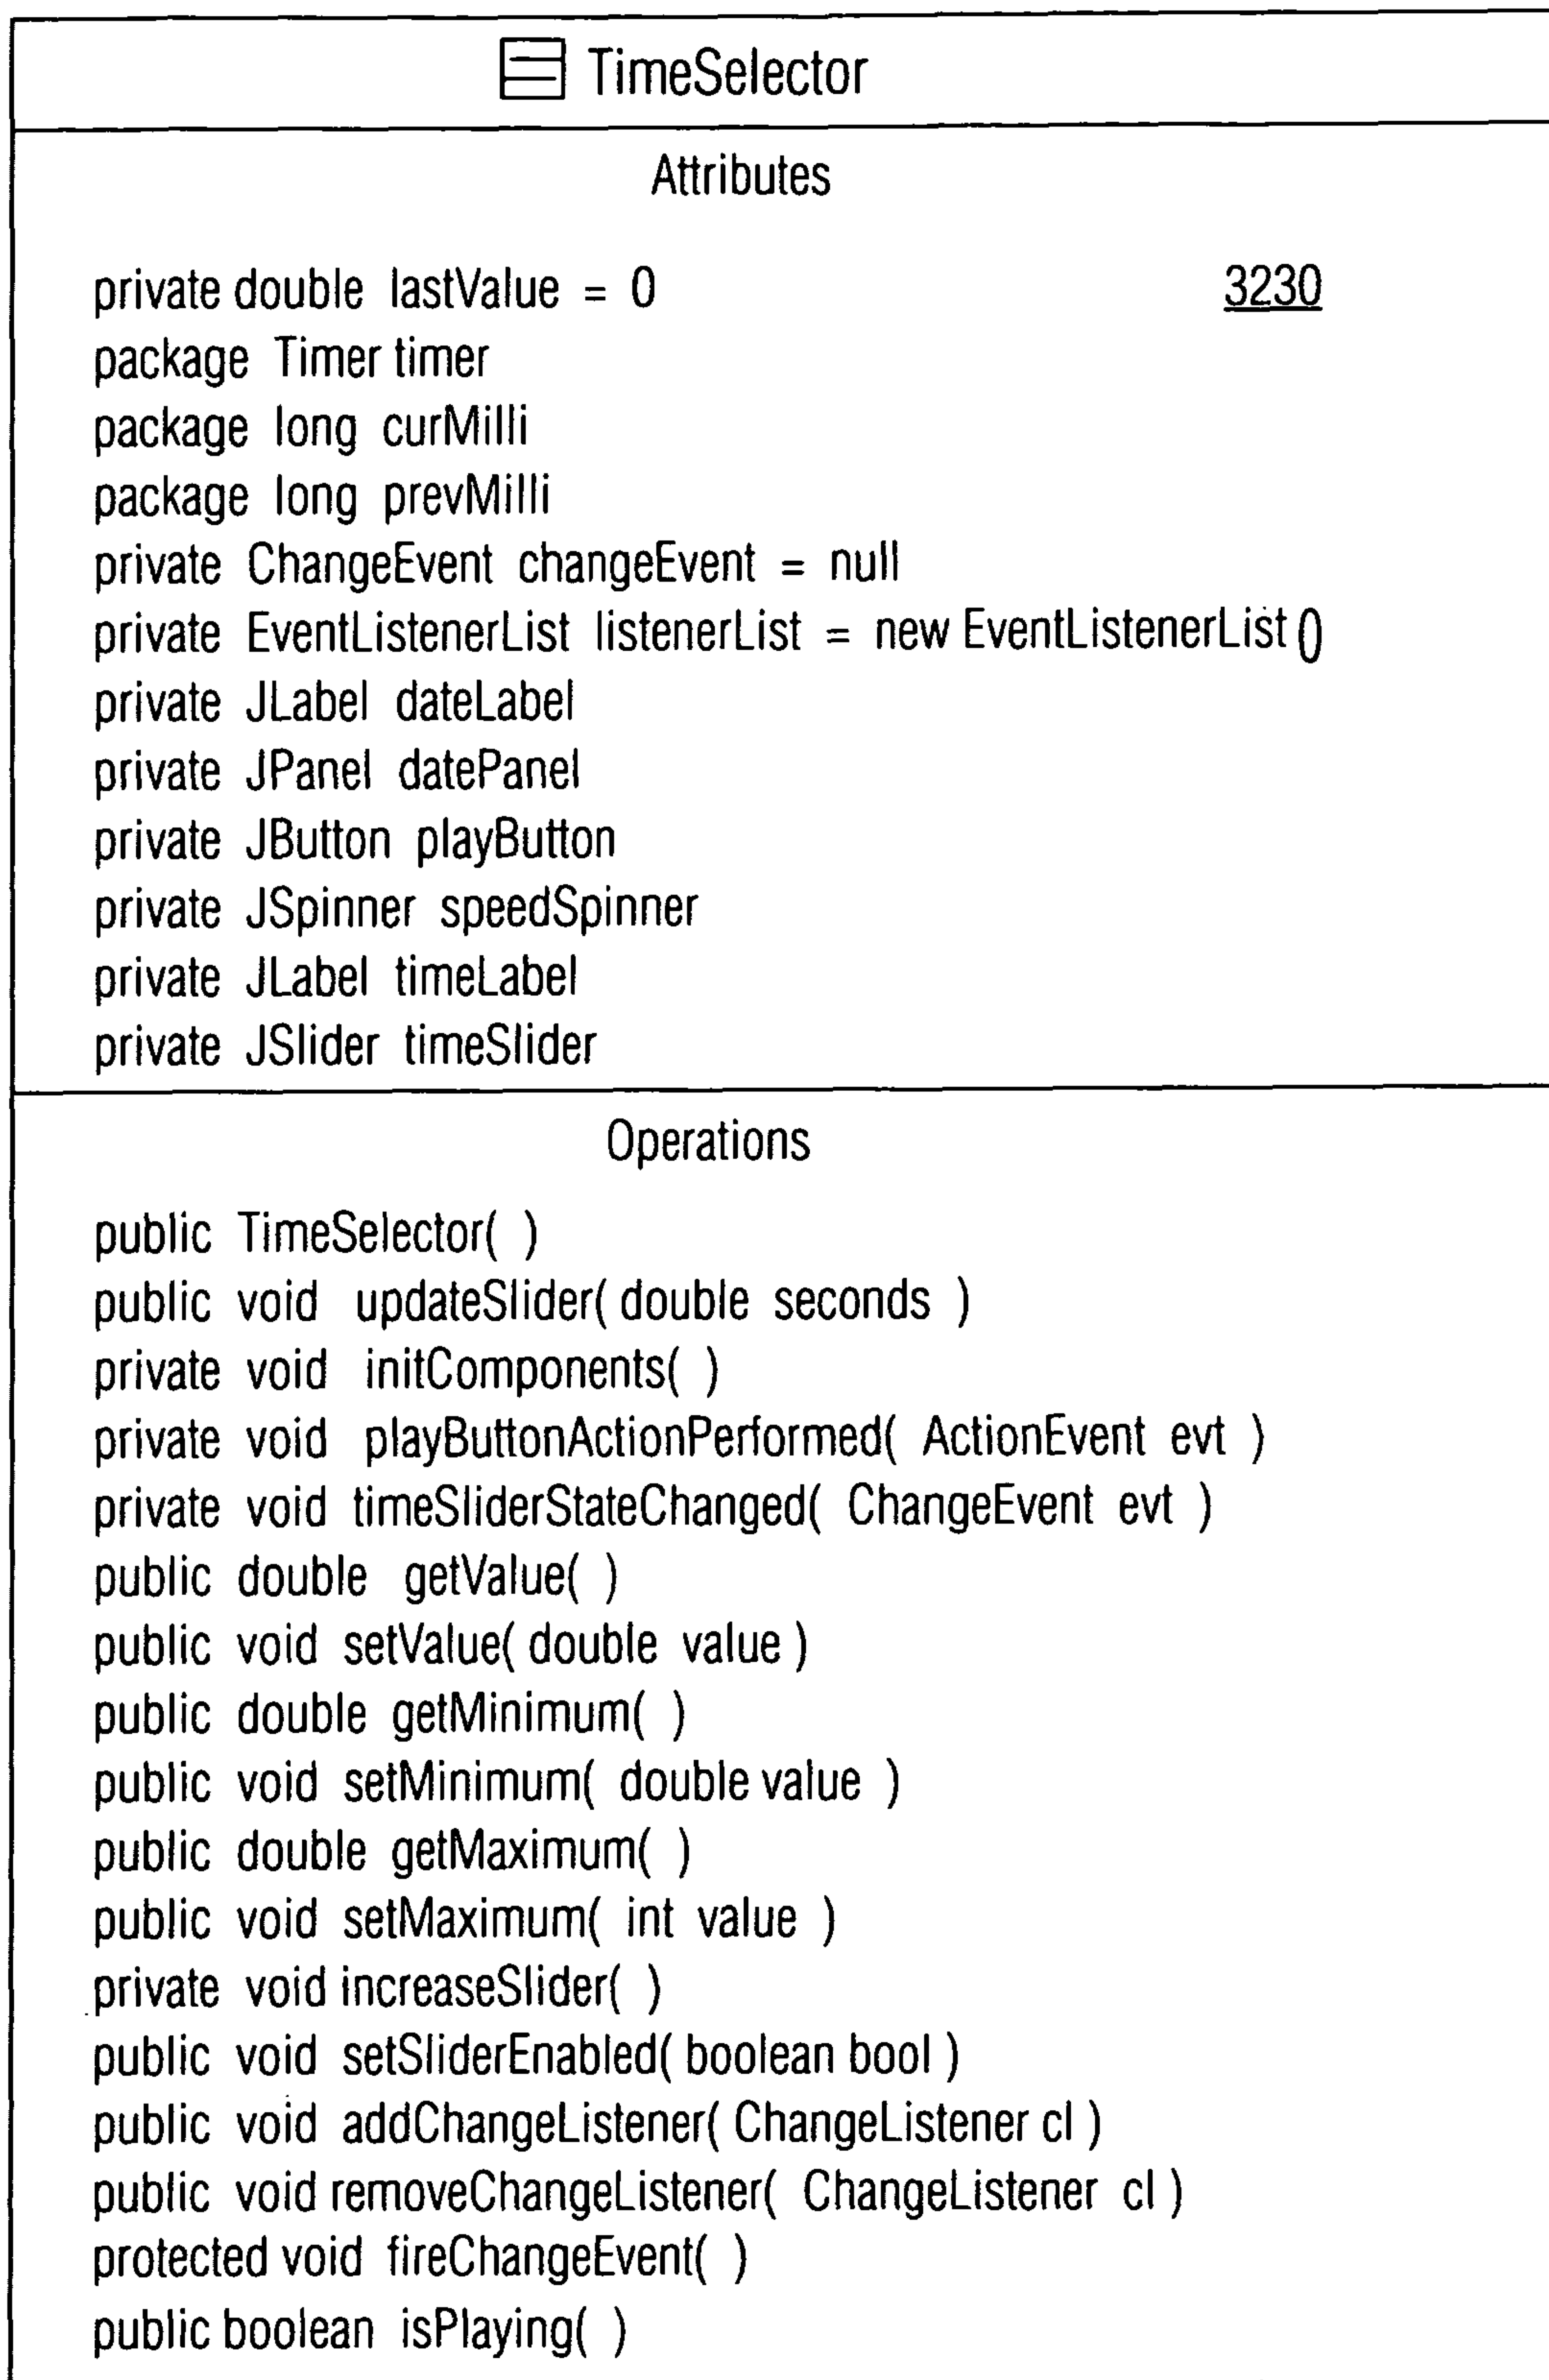 TimeSelector
Attributes
private double lastValue = 0
3230
package Timer timer
package long curMilli
package long prevMilli
private ChangeEvent changeEvent = null
private EventListenerList listenerList = new EventListenerList()
private JLabel dateLabel
private JPanel datePanel
private JButton playButton
private JSpinner speedSpinner
private JLabel timeLabel
private JSlider timeSlider
Operations
public TimeSelector( )
public void updateSlider( double seconds )
private void initComponents( )
private void playButtonActionPerformed( ActionEvent evt )
private void timeSliderStateChanged( ChangeEvent evt )
public double getValue( )
public void setValue( double value )
public double getMinimum( )
public void setMinimum( double value )
public double getMaximum( )
public void setMaximum( int value )
private void increaseSlider( )
public void setSliderEnabled( boolean bool )
public void addChangeListener( ChangeListener cl )
public void removeChangeListener( ChangeListener cl )
protected void fireChangeEvent( )
public boolean isPlaying( )